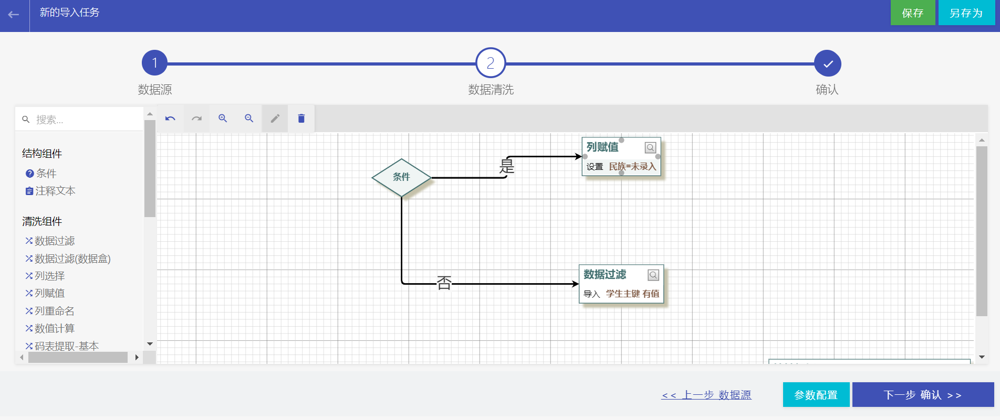 新的导入任务
保存
另存为
1
2
数据源
数据清洗
确认
搜索...
结构组件
条件
注释文本
清洗组件
数据过滤
数据过滤(数据盒)
列选择
列赋值
列重命名
数值计算
码表提取-基本
条件
是
列赋值
设置 民族=未录入
否
数据过滤
导入 学生主键 有值
<< 上一步 数据源
参数配置
下一步 确认 >>